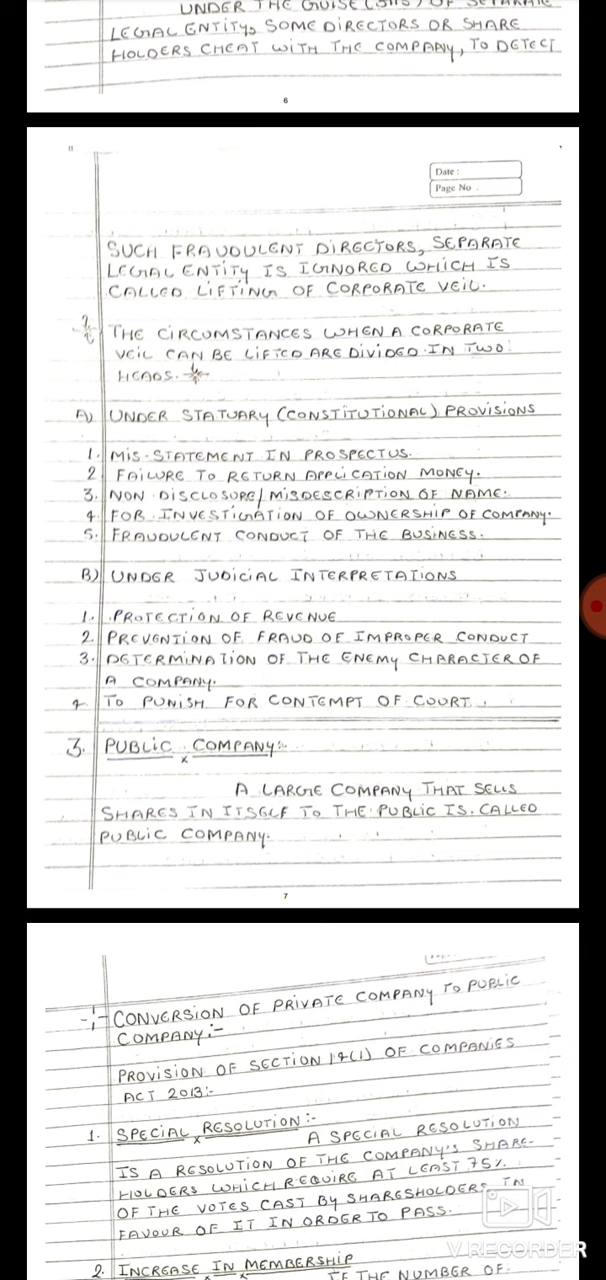 UNDER THE GUISE OF SEPARATE
LEGAL ENTITY, SOME DIRECTORS OR SHARE
HOLDERS CHEAT WITH THE COMPANY, TO DETECT
6
Date :
Page No .
SUCH FRAUDULENT DIRECTORS, SEPARATE
LEGAL ENTITY IS IGNORED WHICH IS
CALLED LIFTING OF CORPORATE VEIL.
THE CIRCUMSTANCES WHEN A CORPORATE
VEIL CAN BE LIFTED ARE DIVIDED IN TWO
HEADS.
A) UNDER STATUARY (CONSTITUTIONAL) PROVISIONS
1. MIS-STATEMENT IN PROSPECTUS.
2 FAILURE TO RETURN APPLICATION MONEY.
3. NON DISCLOSURE/MISDESCRIPTION OF NAME.
4. FOR INVESTIGATION OF OWNERSHIP OF COMPANY.
5. FRAUDULENT CONDUCT OF THE BUSINESS.
B) UNDER JUDICIAL INTERPRETATIONS
1. PROTECTION OF REVENUE
2. PREVENTION OF FRAUD OF IMPROPER CONDUCT
3. DETERMINATION OF THE ENEMY CHARACTER OF
A COMPANY.
4 TO PUNISH FOR CONTEMPT OF COURT.
3. PUBLIC COMPANY:-
A LARGE COMPANY THAT SELLS
SHARES IN ITSELF TO THE PUBLIC IS CALLED
PUBLIC COMPANY.
7
CONVERSION OF PRIVATE COMPANY TO PUBLIC
COMPANY:-
PROVISION OF SECTION 14(1) OF COMPANIES
ACT 2013:-
1. SPECIAL RESOLUTION:-
A SPECIAL RESOLUTION
IS A RESOLUTION OF THE COMPANY'S SHARE-
HOLDERS WHICH REQUIRE AT LEAST 75%
OF THE VOTES CAST BY SHARESHOLDERS IN
FAVOUR OF IT IN ORDER TO PASS.
V RECORDER
2. INCREASE IN MEMBERSHIP
IF THE NUMBER OF